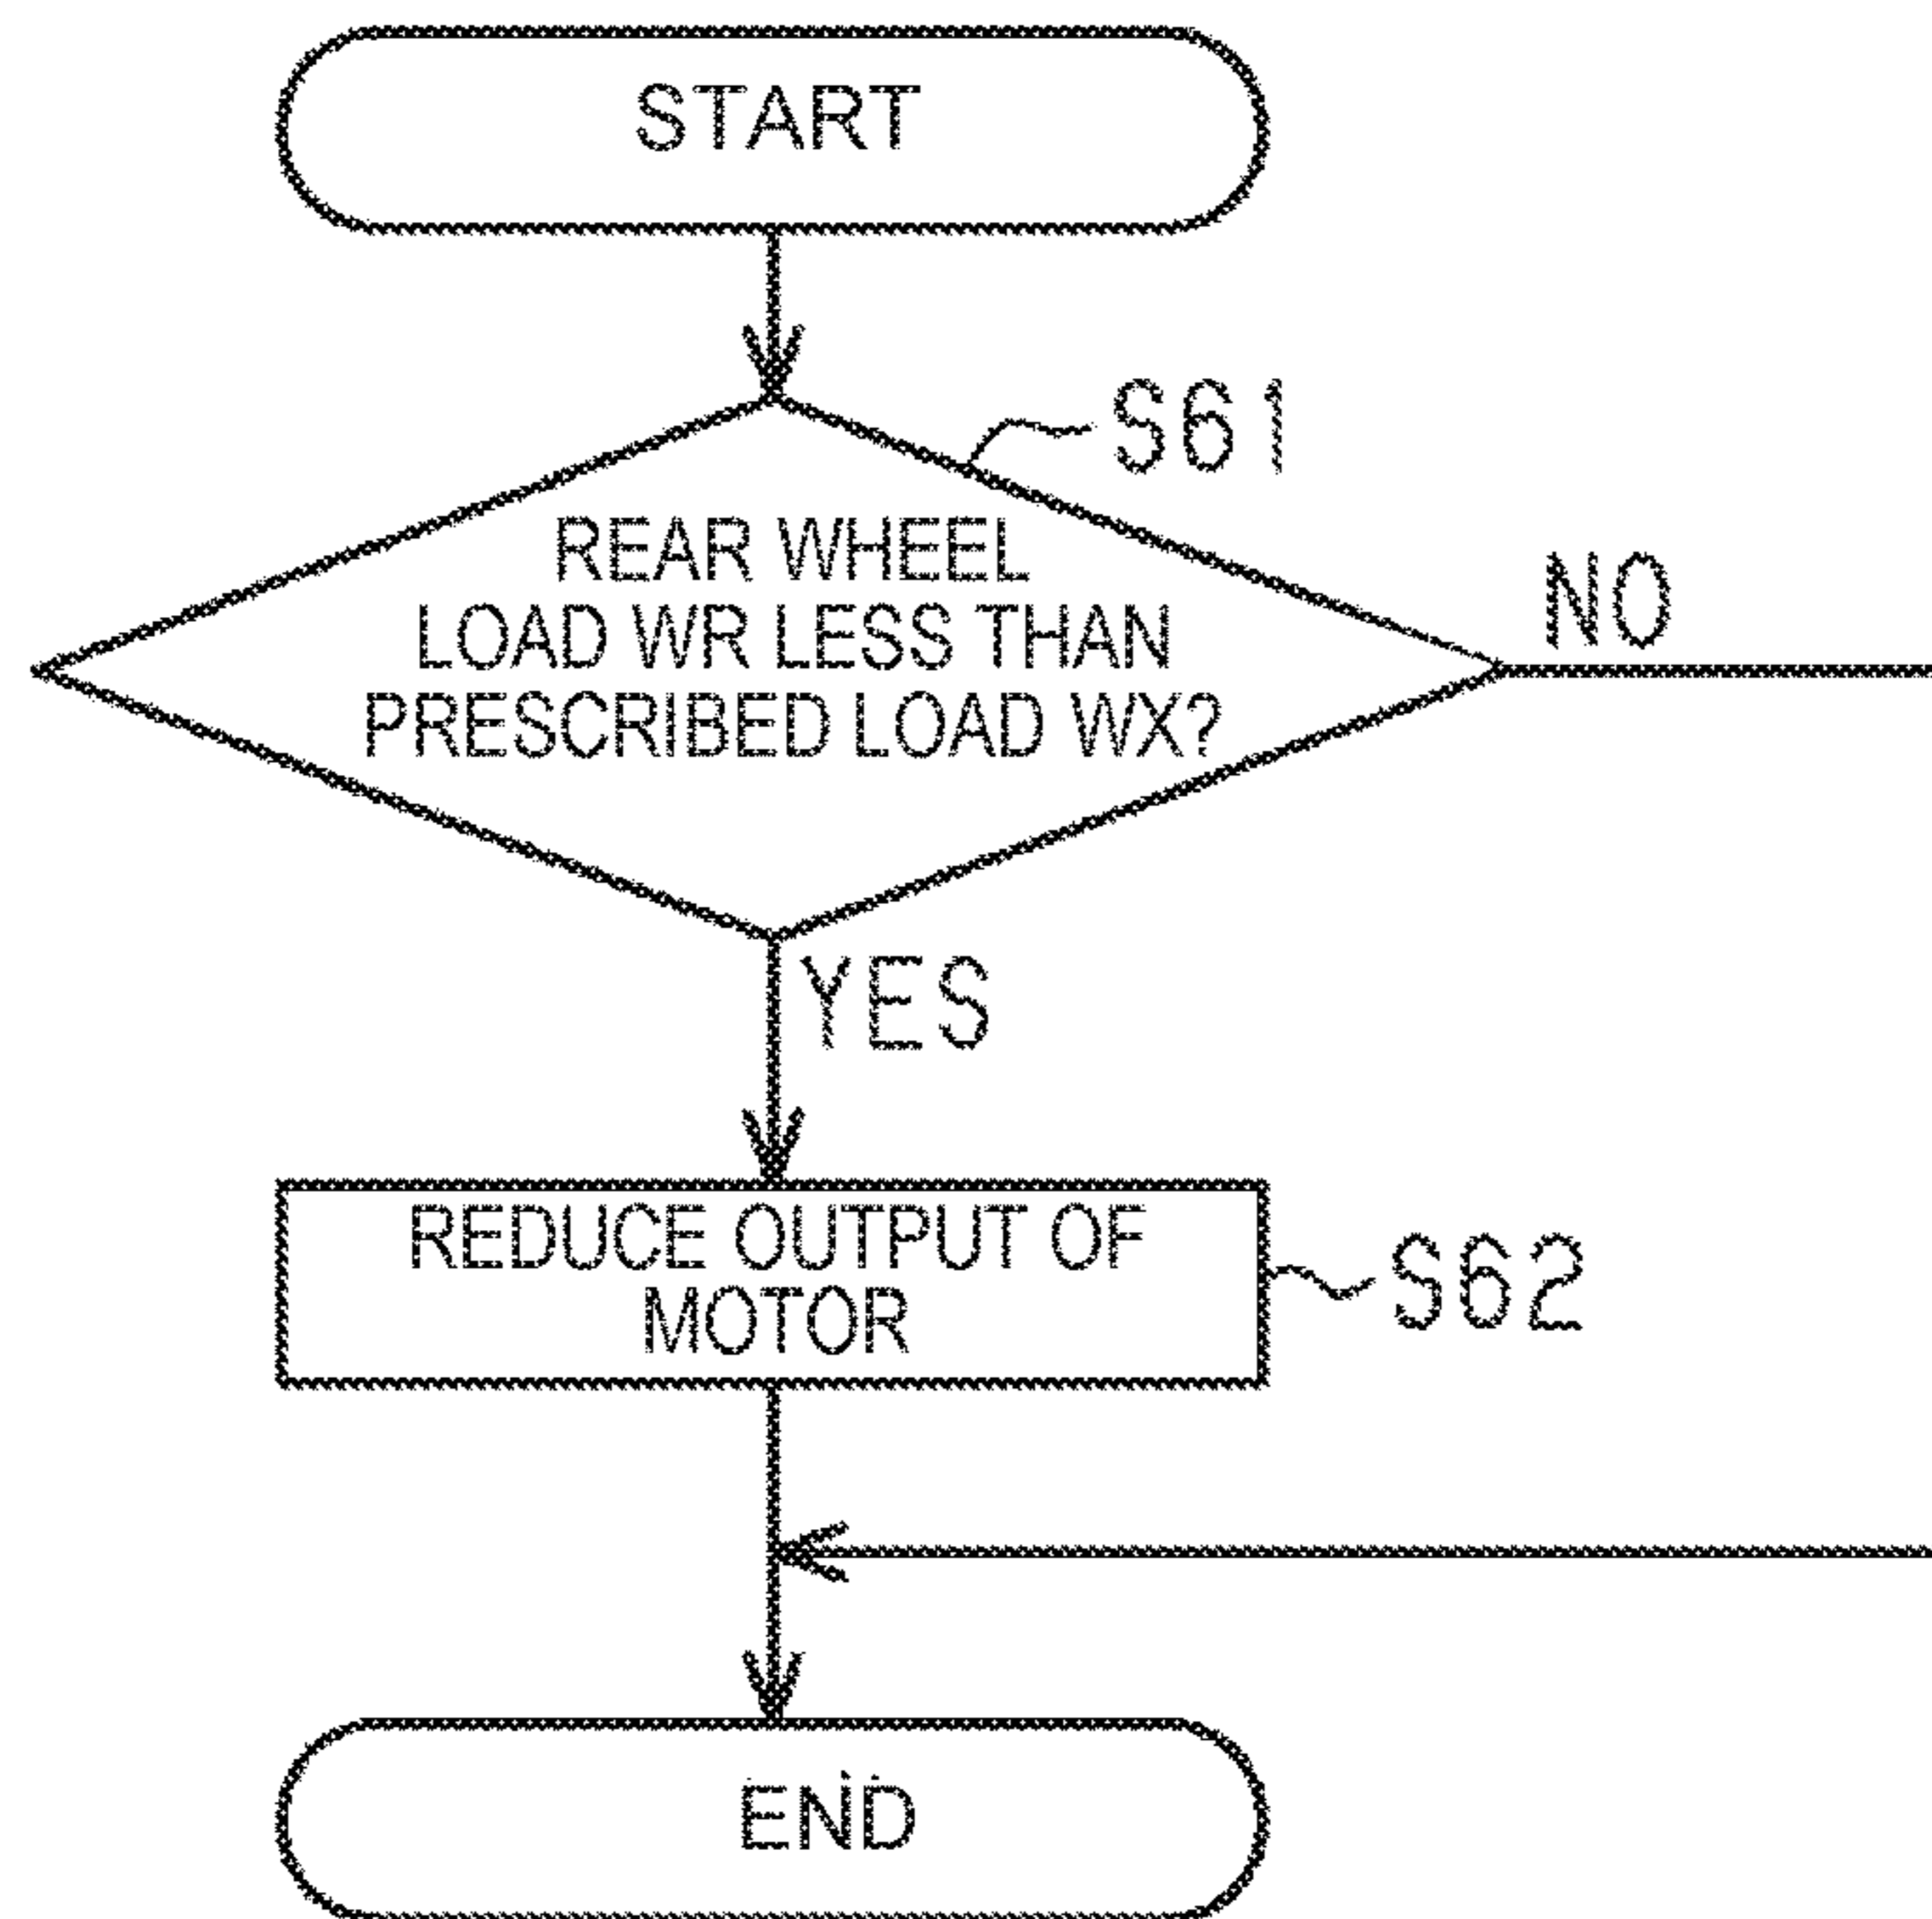 START
S61
REAR WHEEL
LOAD WR LESS THAN
PRESCRIBED LOAD WX?
NO
YES
REDUCE OUTPUT OF
MOTOR
S62
END